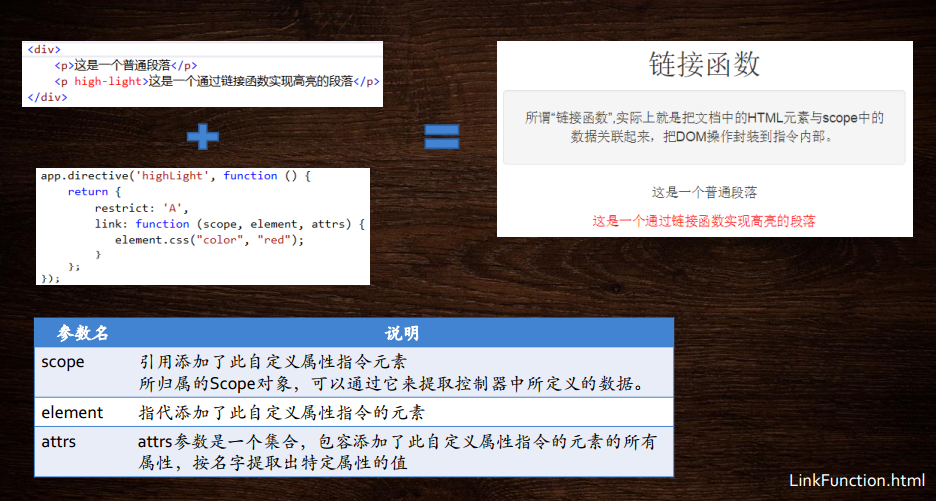 <div>
<p>这是一个普通段落</p>
<p high-light>这是一个通过链接函数实现高亮的段落</p>
</div>
app.directive('highLight', function () {
return {
restrict: 'A',
link: function (scope, element, attrs) {
element.css("color", "red");
}
};
});
链接函数
所谓“链接函数”,实际上就是把文档中的HTML元素与scope中的
数据关联起来，把DOM操作封装到指令内部。
这是一个普通段落
这是一个通过链接函数实现高亮的段落
参数名 说明
scope 引用添加了此自定义属性指令元素
所归属的Scope对象，可以通过它来提取控制器中所定义的数据。
element 指代添加了此自定义属性指令的元素
attrs attrs参数是一个集合，包容添加了此自定义属性指令的元素的所有
属性，按名字提取出特定属性的值
LinkFunction.html